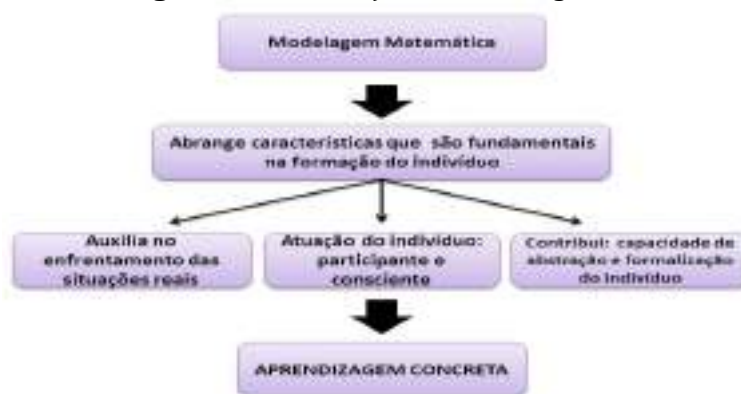 Modelagem Matemática
Abrange características que são fundamentais
na formação do indivíduo
Auxilia no
enfrentamento das
situações reais
Atuação do indivíduo:
participante e
consciente
Contribui: capacidade de
abstração e formalização
do indivíduo
APRENDIZAGEM CONCRETA